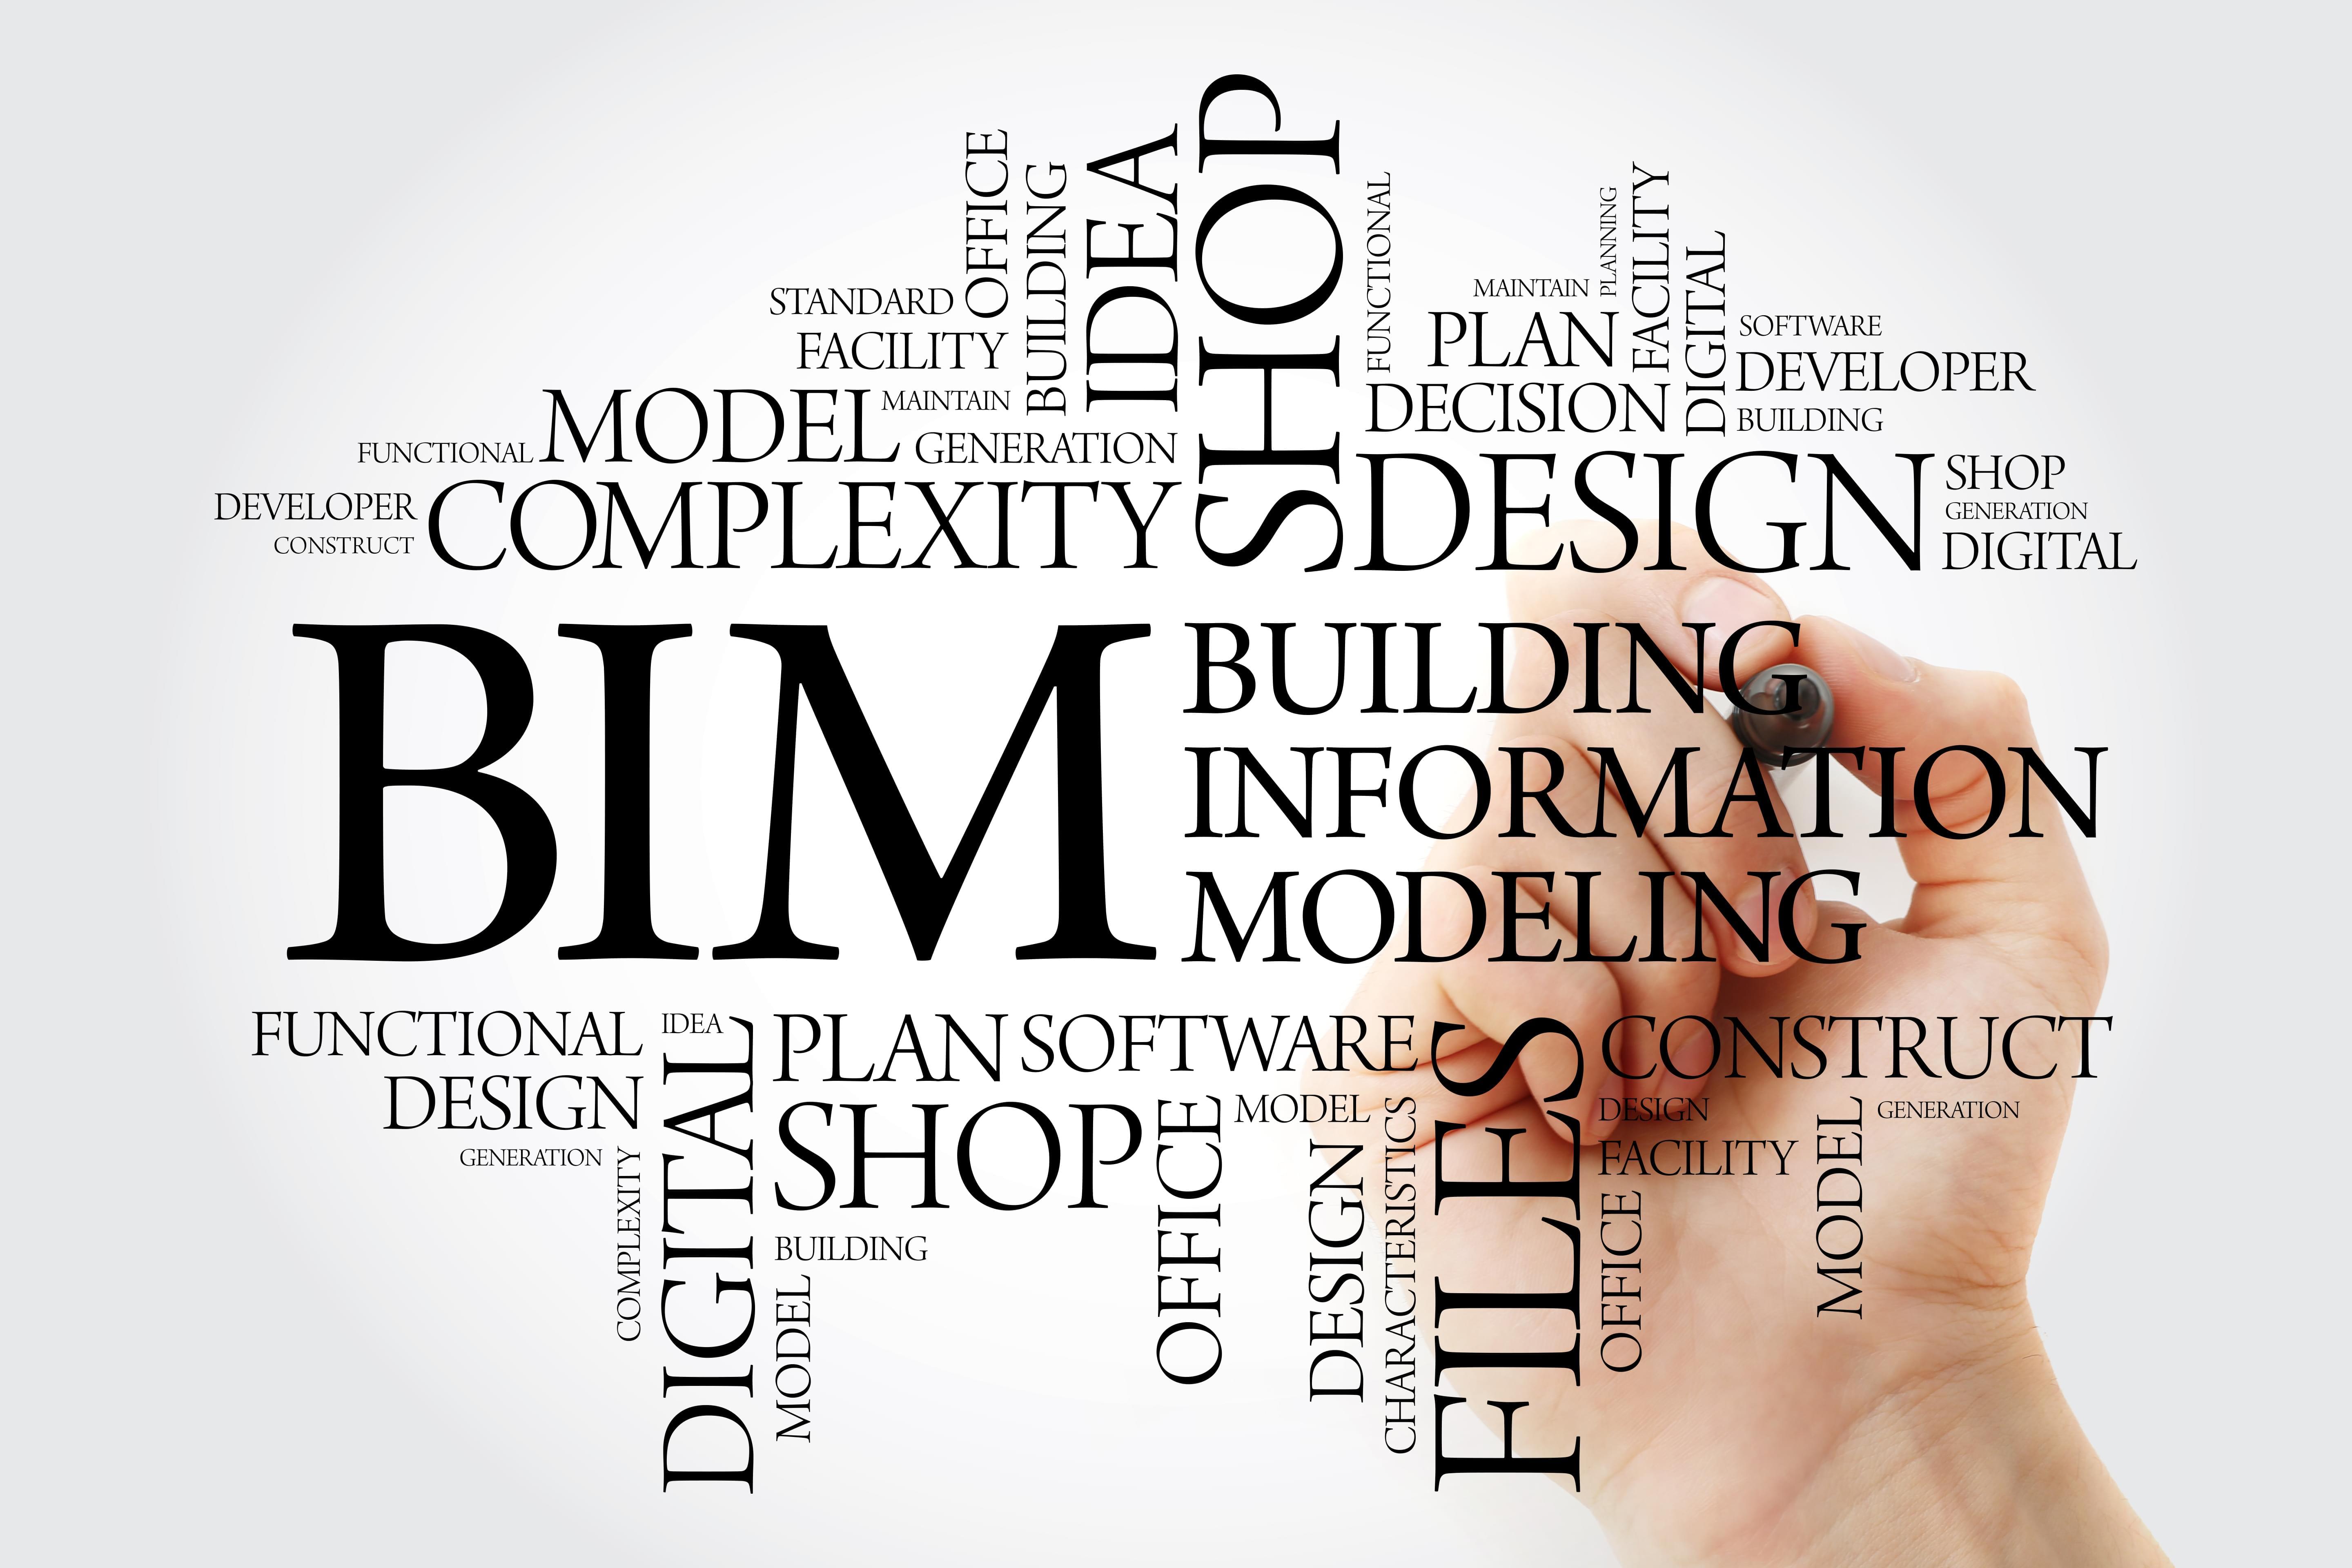 SHOP
OFFICE
BUILDING
IDEA
FUNCTIONAL
PLANNING
FACILITY
DIGITAL
STANDARD
MAINTAIN
SOFTWARE
FACILITY
PLAN
DEVELOPER
MODEL
MAINTAIN
DECISION
BUILDING
FUNCTIONAL
GENERATION
DEVELOPER
COMPLEXITY
DESIGN
SHOP
CONSTRUCT
GENERATION
DIGITAL
BIM
BUILDING
INFORMATION
MODELING
FUNCTIONAL
IDEA
PLAN
SOFTWARE
CONSTRUCT
DESIGN
DIGITAL
SHOP
OFFICE
MODEL
FILES
DESIGN
GENERATION
GENERATION
COMPLEXITY
BUILDING
MODEL
DESIGN
CHARACTERISTICS
FACILITY
OFFICE
MODEL